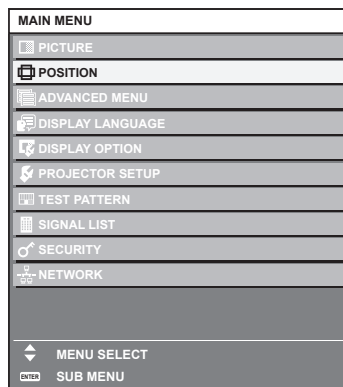 MAIN MENU
PICTURE
POSITION
ADVANCED MENU
DISPLAY LANGUAGE
DISPLAY OPTION
PROJECTOR SETUP
TEST PATTERN
SIGNAL LIST
SECURITY
NETWORK
MENU SELECT
ENTER SUB MENU